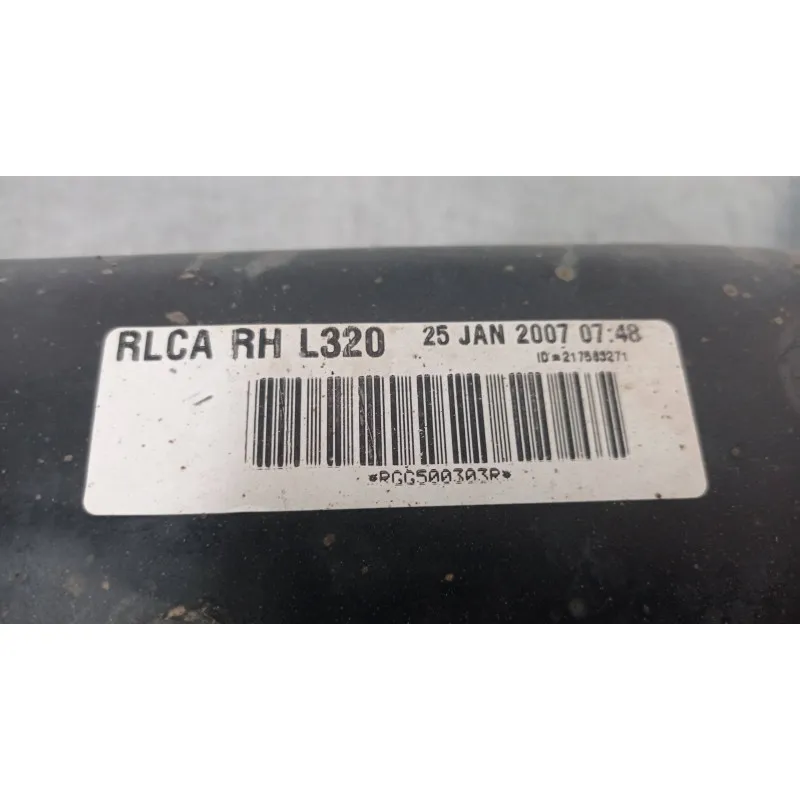 RLCA RH L320 25 JAN 2007 07:48
ID=217583271
*RGG500303R*